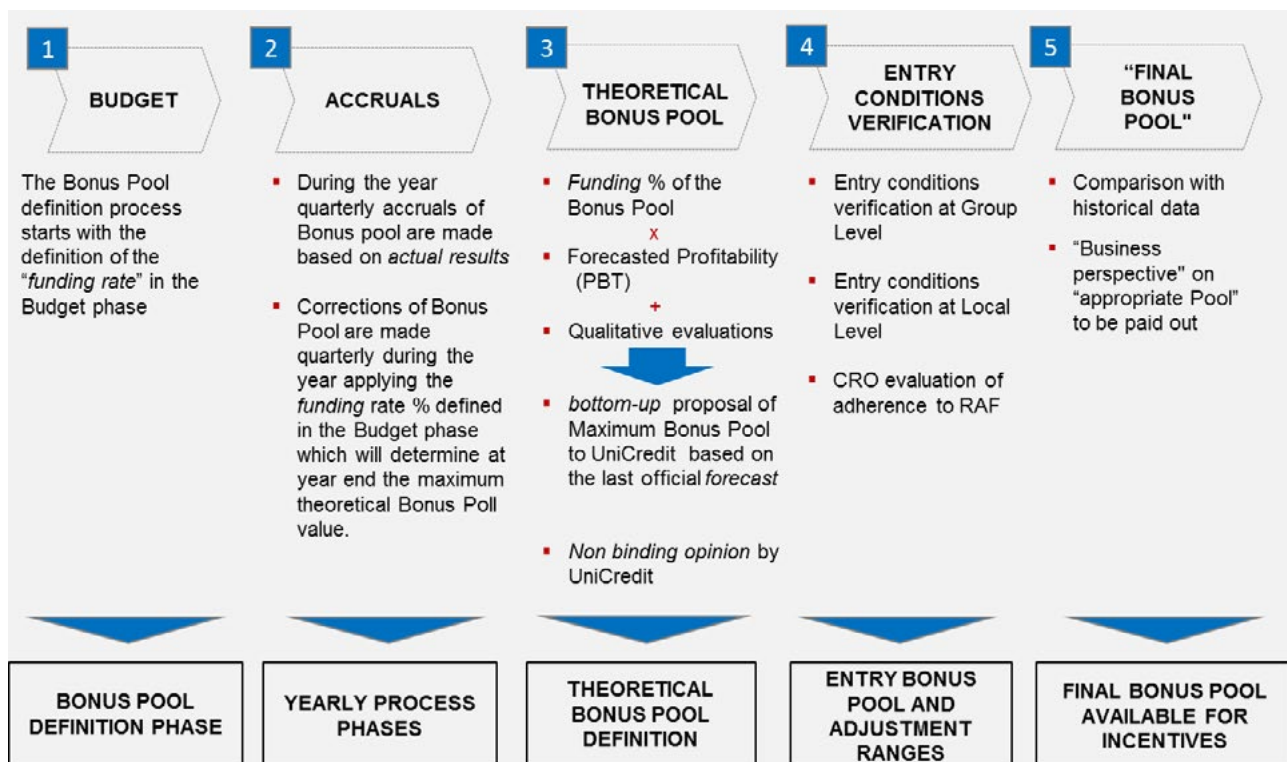 1
BUDGET
The Bonus Pool
definition process
starts with the
definition of the
“funding rate” in the
Budget phase
BONUS POOL
DEFINITION PHASE
2
ACCRUALS
▪ During the year
quarterly accruals of
Bonus pool are made
based on actual results
▪ Corrections of Bonus
Pool are made
quarterly during the
year applying the
funding rate % defined
in the Budget phase
which will determine at
year end the maximum
theoretical Bonus Poll
value.
YEARLY PROCESS
PHASES
3
THEORETICAL
BONUS POOL
▪ Funding % of the
Bonus Pool
x
▪ Forecasted Profitability
(PBT)
+
▪ Qualitative evaluations
▪ bottom-up proposal of
Maximum Bonus Pool
to UniCredit based on
the last official forecast
▪ Non binding opinion by
UniCredit
THEORETICAL
BONUS POOL
DEFINITION
4
ENTRY
CONDITIONS
VERIFICATION
▪ Entry conditions
verification at Group
Level
▪ Entry conditions
verification at Local
Level
▪ CRO evaluation of
adherence to RAF
ENTRY BONUS
POOL AND
ADJUSTMENT
RANGES
5
“FINAL
BONUS
POOL"
▪ Comparison with
historical data
▪ “Business
perspective" on
“appropriate Pool”
to be paid out
FINAL BONUS POOL
AVAILABLE FOR
INCENTIVES